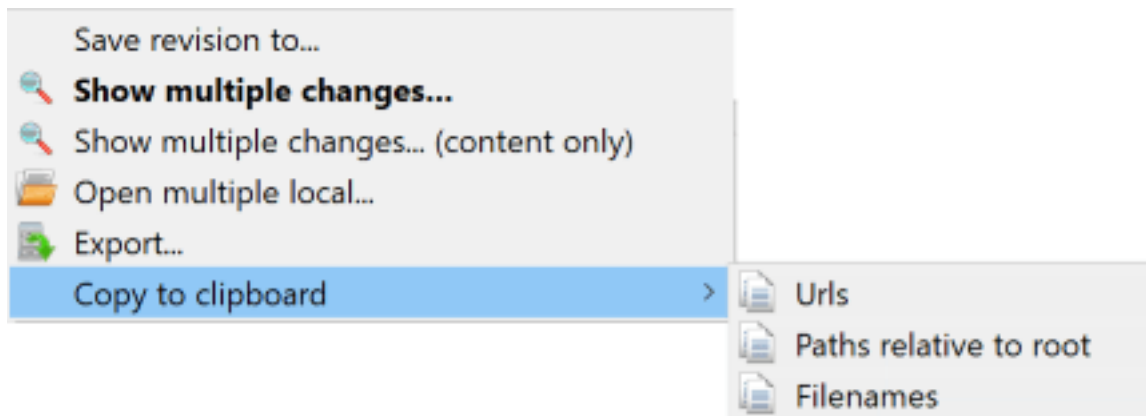 Save revision to...
Show multiple changes...
Show multiple changes... (content only)
Open multiple local...
Export...
Copy to clipboard
Urls
Paths relative to root
Filenames